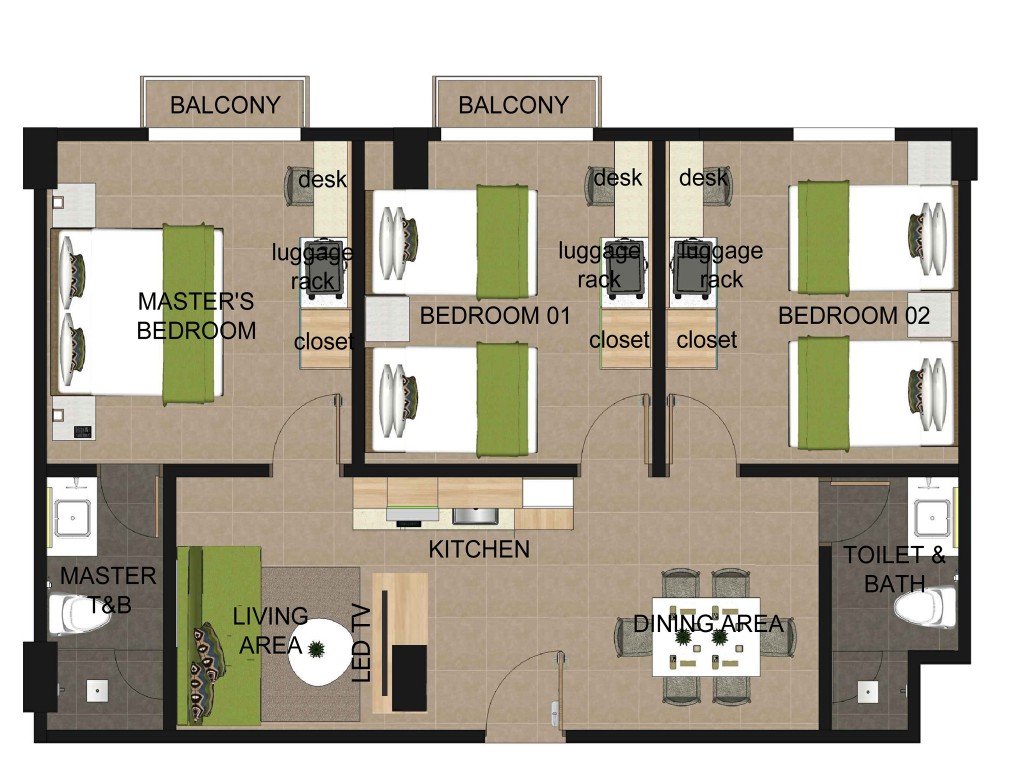 BALCONY
BALCONY
desk
desk
desk
luggage
rack
luggage
rack
luggage
rack
MASTER'S
BEDROOM
BEDROOM 01
BEDROOM 02
closet
closet
closet
KITCHEN
MASTER
T&B
TOILET &
BATH
LIVING
AREA
LED TV
DINING AREA